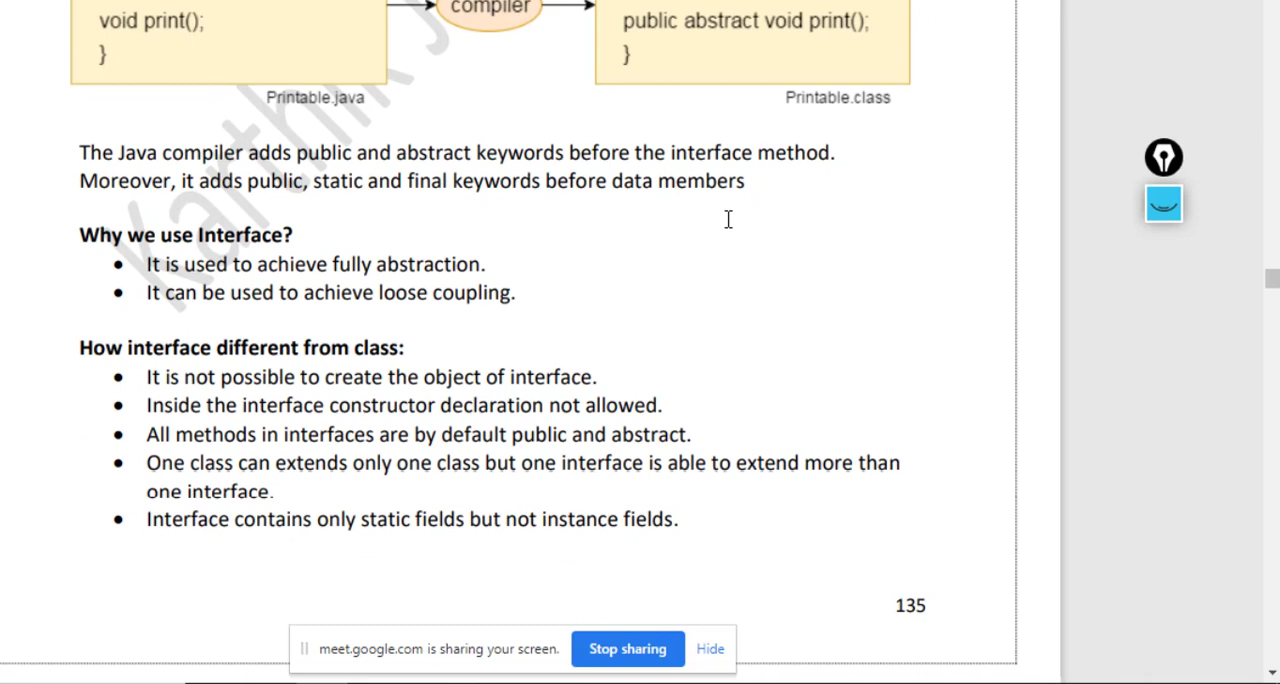 compiler
void print();
public abstract void print();
}
}
Printable.java
Printable.class
The Java compiler adds public and abstract keywords before the interface method.
Moreover, it adds public, static and final keywords before data members
Why we use Interface?
• It is used to achieve fully abstraction.
• It can be used to achieve loose coupling.
How interface different from class:
• It is not possible to create the object of interface.
• Inside the interface constructor declaration not allowed.
• All methods in interfaces are by default public and abstract.
• One class can extends only one class but one interface is able to extend more than
one interface.
• Interface contains only static fields but not instance fields.
135
meet.google.com is sharing your screen.
Stop sharing
Hide
Karthik